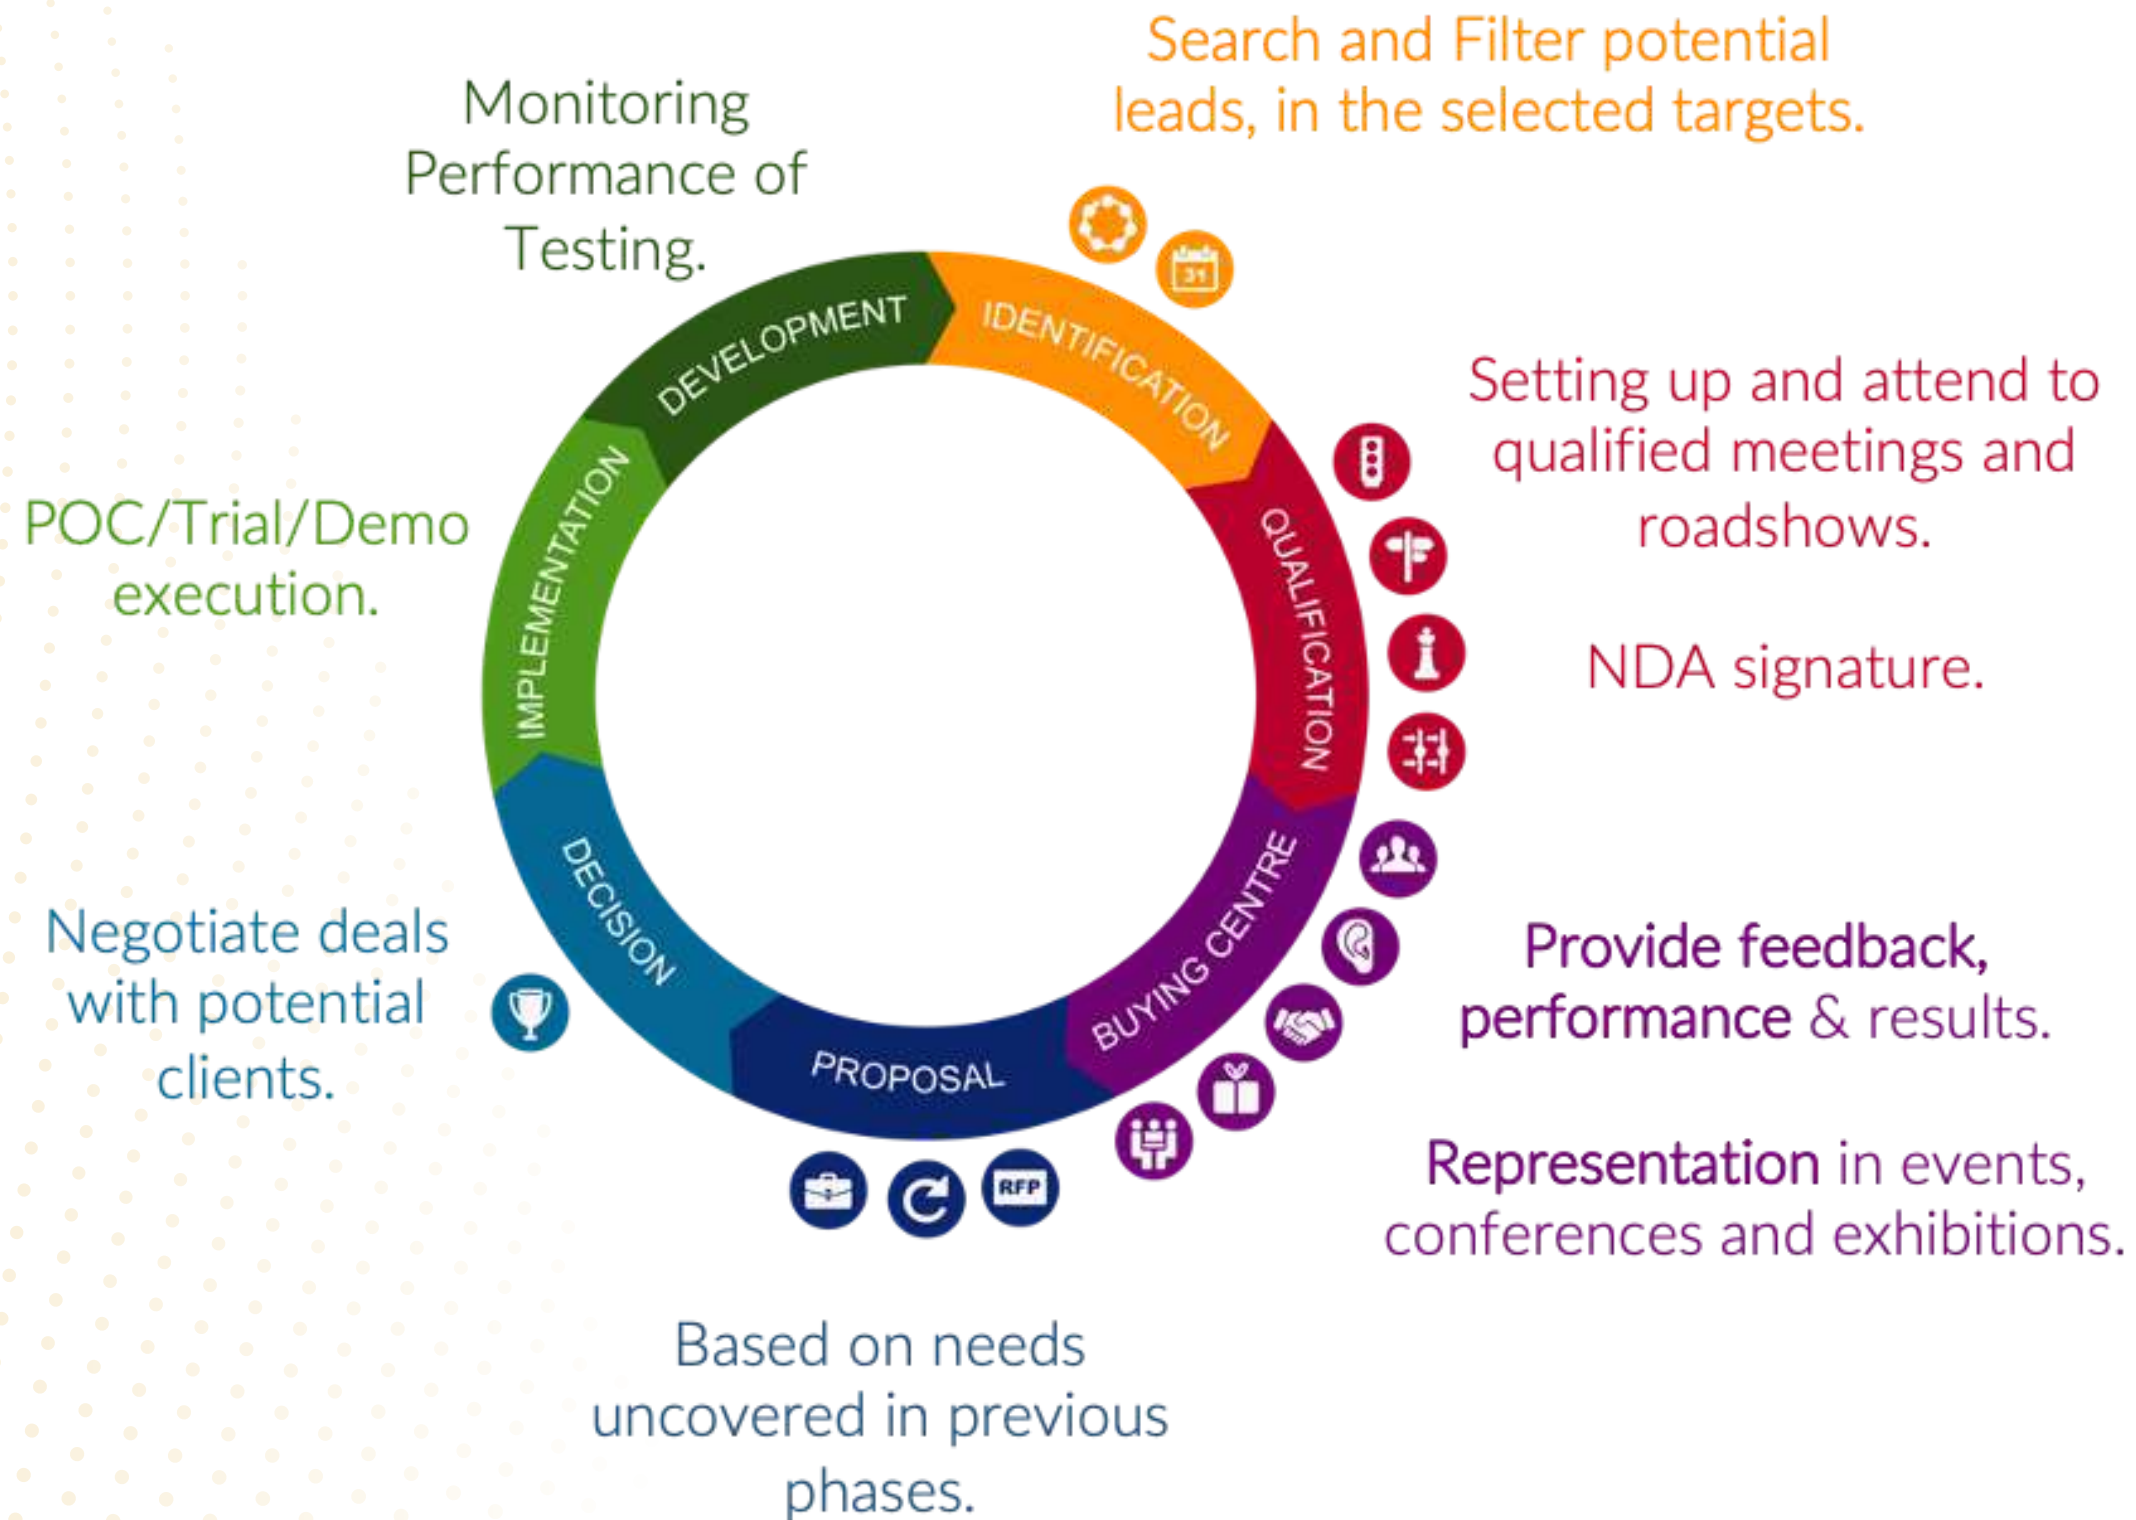 Search and Filter potential
leads, in the selected targets.
Monitoring
Performance of
Testing.
31
DEVELOPMENT
IDENTIFICATION
Setting up and attend to
qualified meetings and
roadshows.
POC/Trial/Demo
execution.
IMPLEMENTATION
QUALIFICATION
NDA signature.
Negotiate deals
with potential
clients.
DECISION
BUYING CENTRE
Provide feedback,
performance & results.
PROPOSAL
RFP
Representation in events,
conferences and exhibitions.
Based on needs
uncovered in previous
phases.